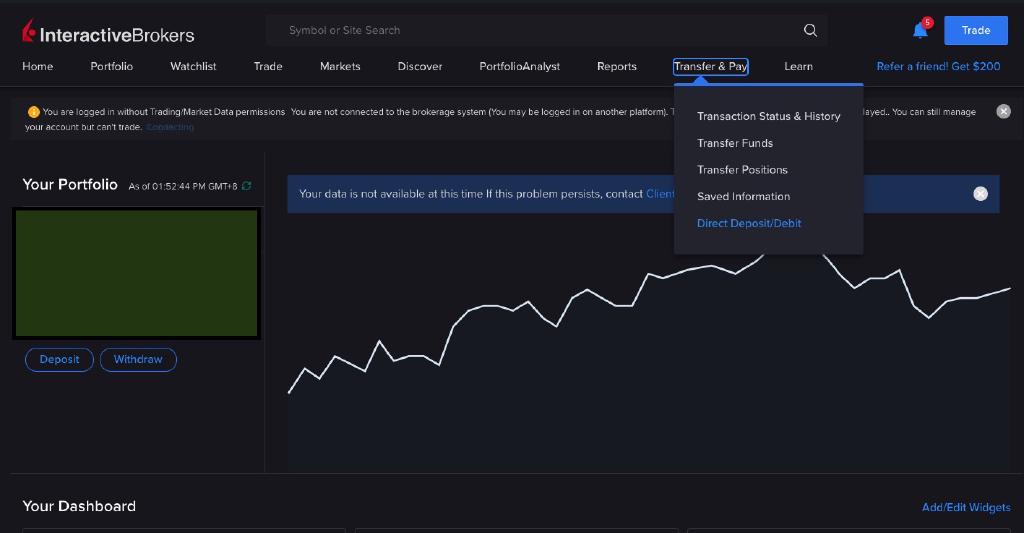 InteractiveBrokers
Symbol or Site Search
5
Trade
Home Portfolio Watchlist Trade Markets Discover PortfolioAnalyst Reports Transfer & Pay Learn Refer a friend! Get $200
You are logged in without Trading/Market Data permissions You are not connected to the brokerage system (You may be logged in on another platform). layed.. You can still manage
your account but can't trade. Connecting
Transaction Status & History
Transfer Funds
Transfer Positions
Saved Information
Direct Deposit/Debit
Your Portfolio As of 01:52:44 PM GMT+8
Your data is not available at this time If this problem persists, contact Client
Deposit Withdraw
Your Dashboard
Add/Edit Widgets